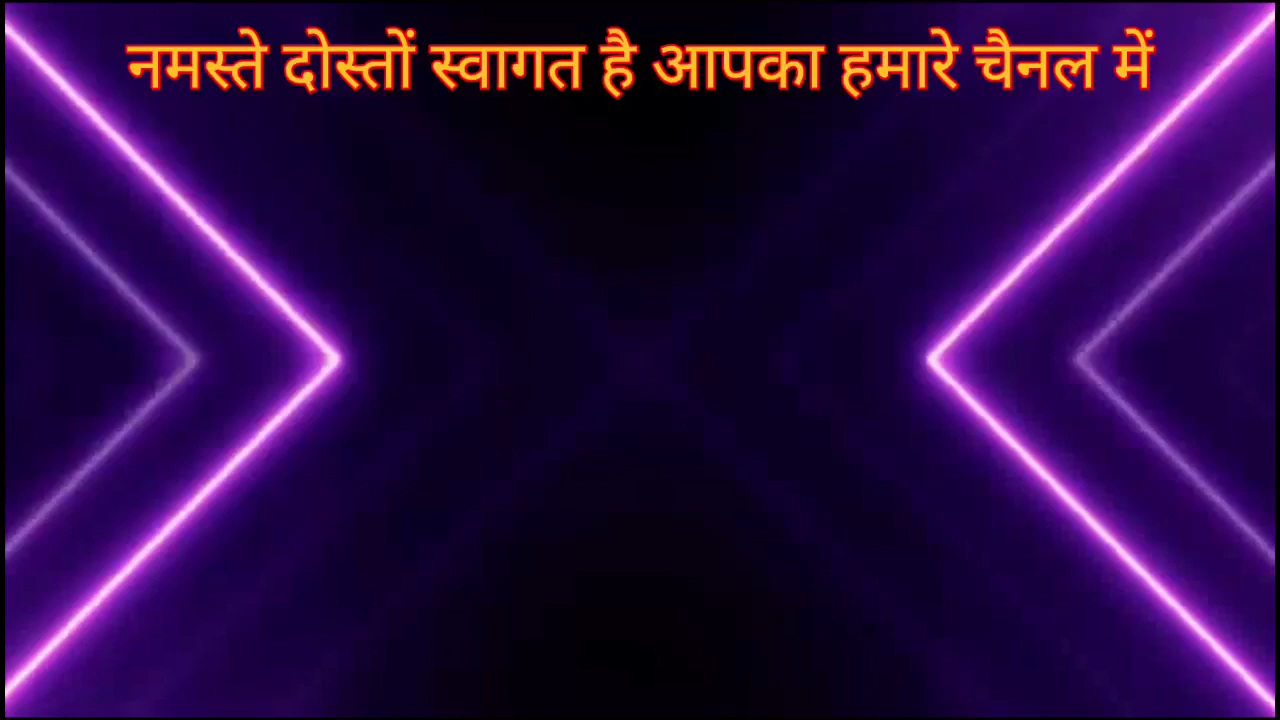 नमस्ते दोस्तों स्वागत है आपका हमारे चैनल में